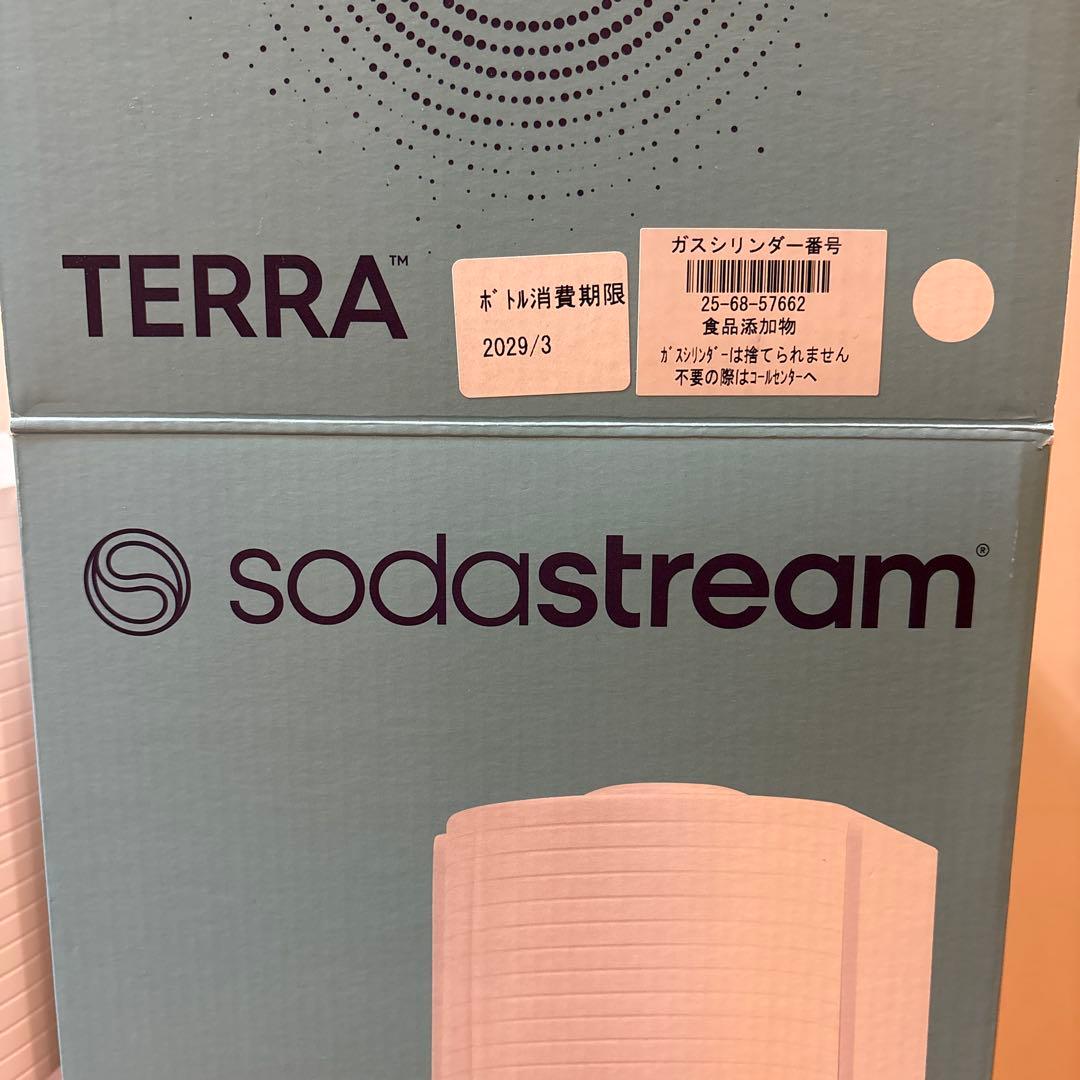 TERRA™
ﾎﾞﾄﾙ消費期限
2029/3
ガスシリンダー番号
25-68-57662
食品添加物
ｶﾞｽｼﾘﾝﾀﾞｰは捨てられません
不要の際はｺｰﾙｾﾝﾀｰへ
sodastream®